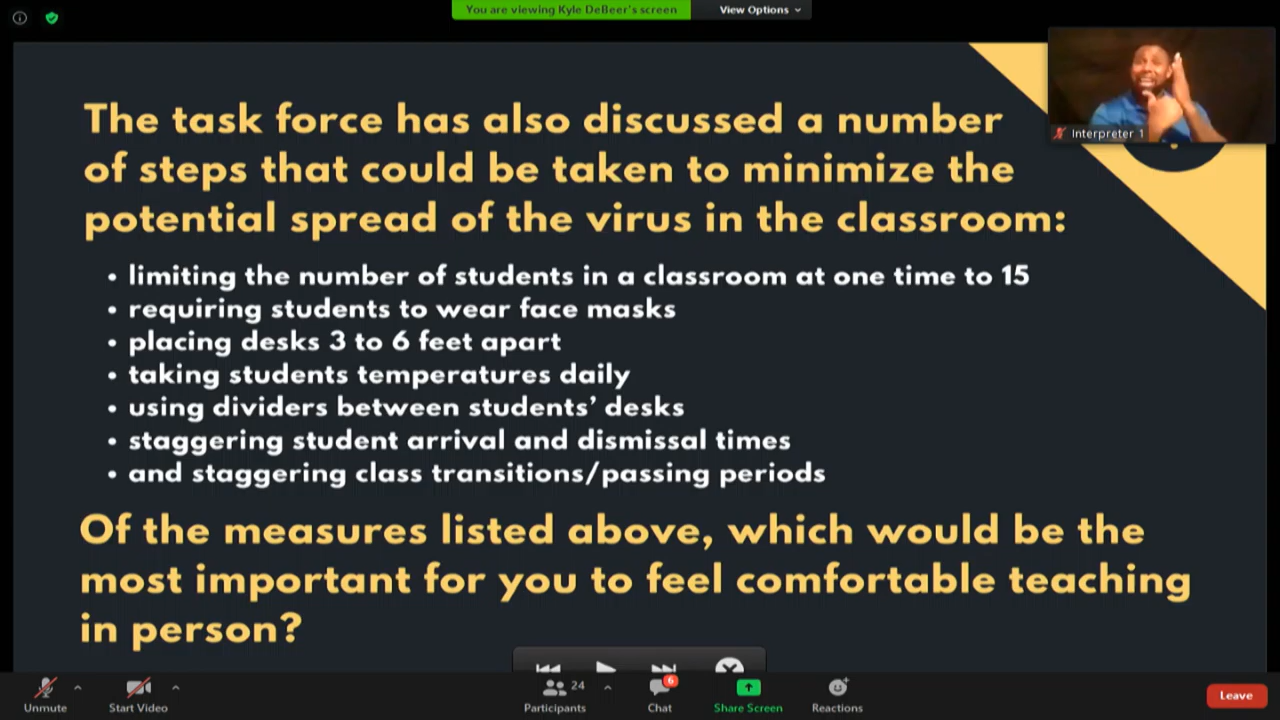 You are viewing Kyle DeBeer's screen
View Options
The task force has also discussed a number
of steps that could be taken to minimize the
potential spread of the virus in the classroom:
Interpreter 1
• limiting the number of students in a classroom at one time to 15
• requiring students to wear face masks
• placing desks 3 to 6 feet apart
• taking students temperatures daily
• using dividers between students’ desks
• staggering student arrival and dismissal times
• and staggering class transitions/passing periods
Of the measures listed above, which would be the
most important for you to feel comfortable teaching
in person?
Unmute
Start Video
Participants
24
Chat
6
Share Screen
Reactions
Leave